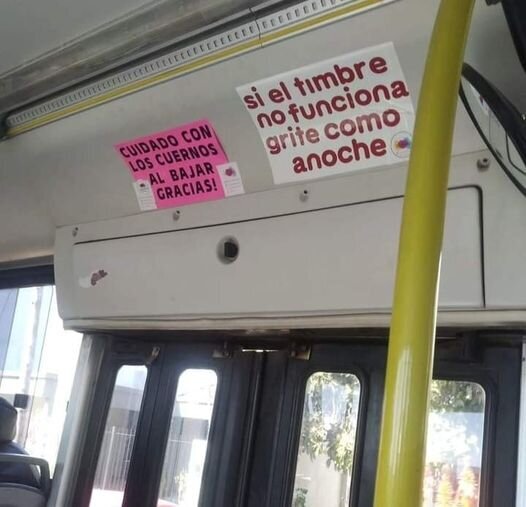 CUIDADO CON
LOS CUERNOS
AL BAJAR
GRACIAS!
si el timbre
no funciona
grite como
anoche